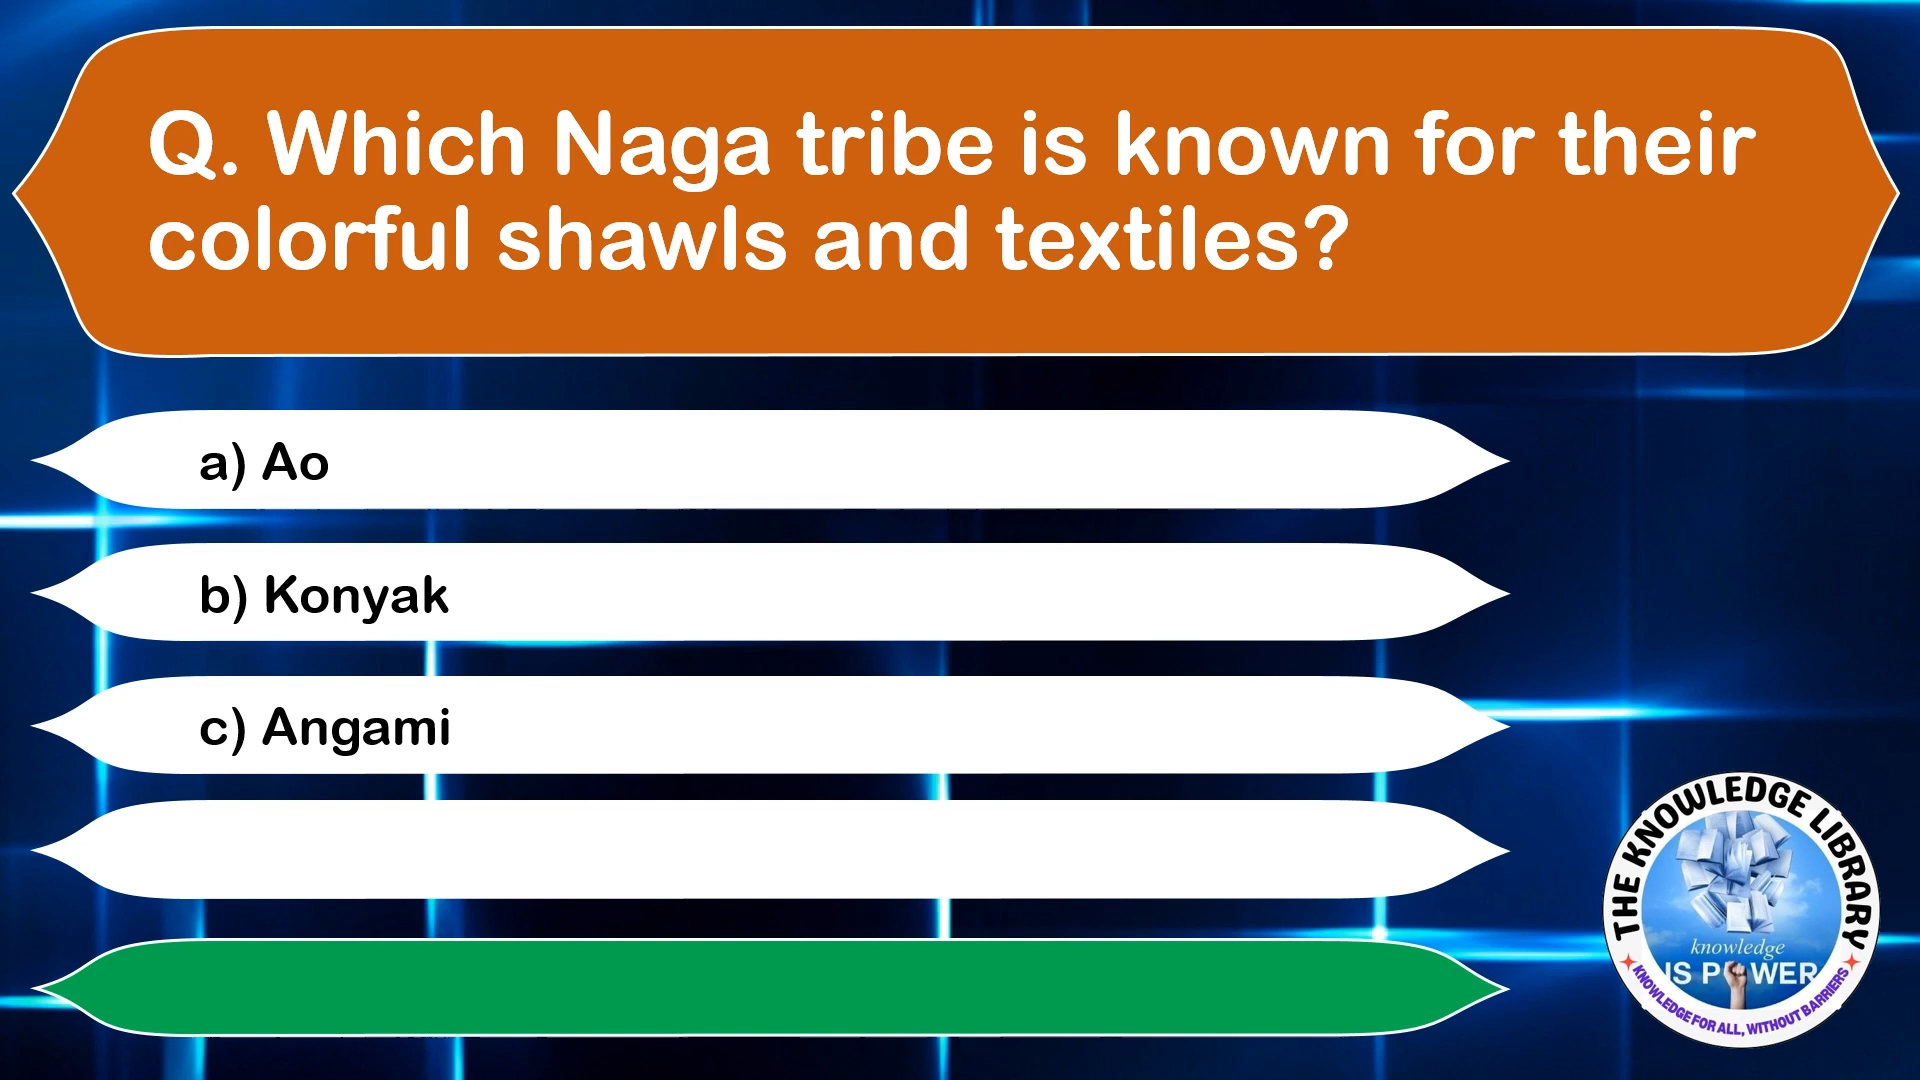 Q. Which Naga tribe is known for their
colorful shawls and textiles?
a) Ao
b) Konyak
c) Angami
THE KNOWLEDGE LIBRARY
knowledge
IS POWER
KNOWLEDGE FOR ALL, WITHOUT BARRIERS